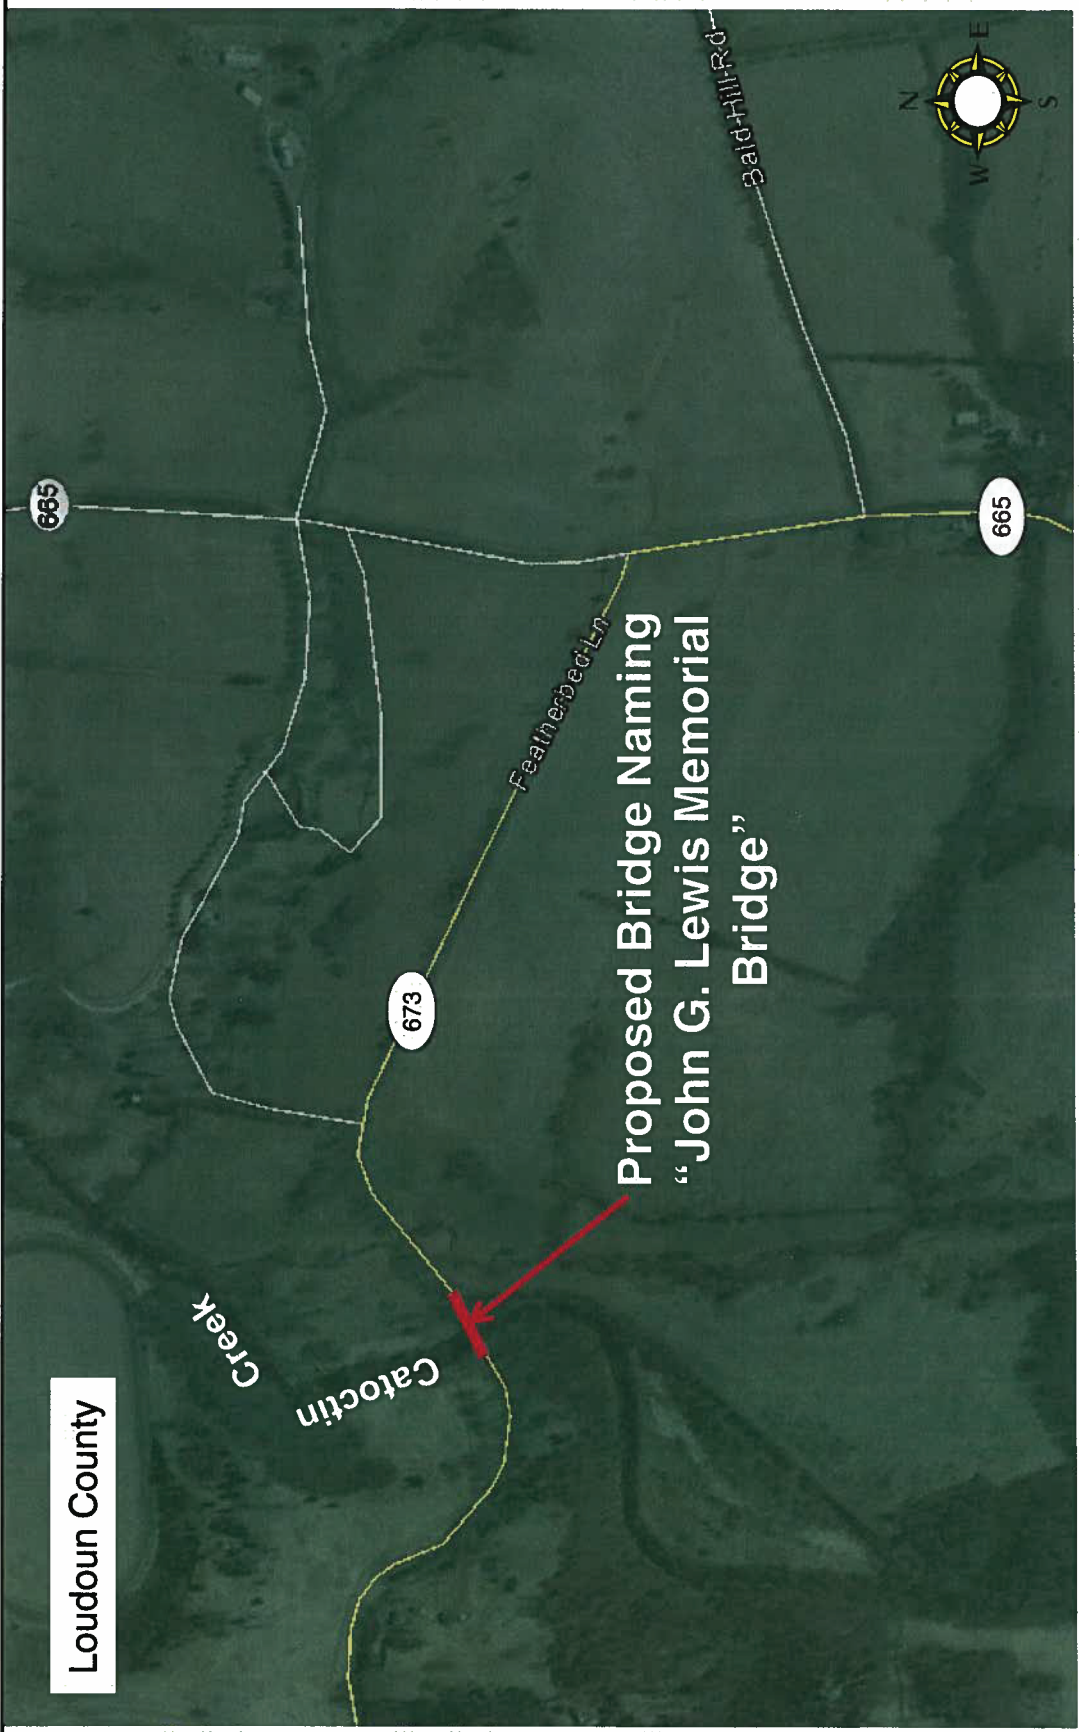 Loudoun County
Catoctin
Creek
Proposed Bridge Naming
“John G. Lewis Memorial
Bridge”
673
Featherbed Ln
665
665
Bald Hill Rd
N
E
S
W